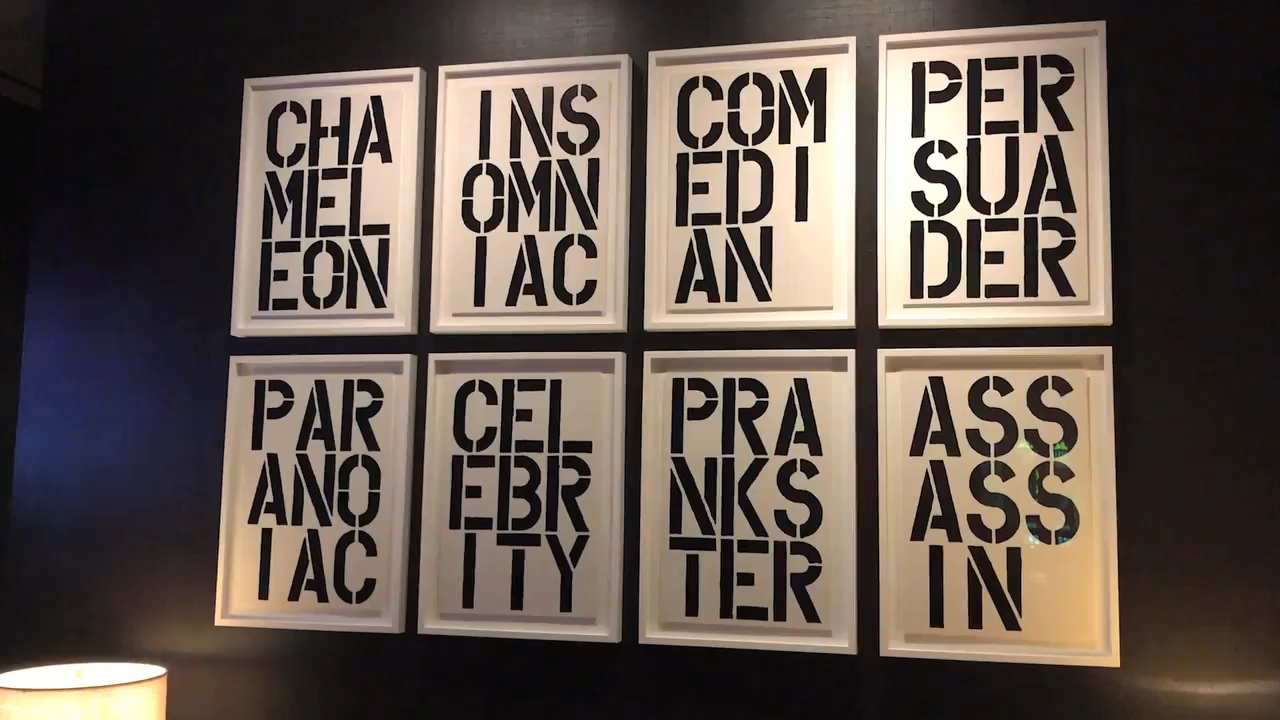 CHA
MEL
EON
INS
OMN
IAC
COM
EDI
AN
PER
SUA
DER
PAR
ANO
IAC
CEL
EBR
ITY
PRA
NKS
TER
ASS
ASS
IN